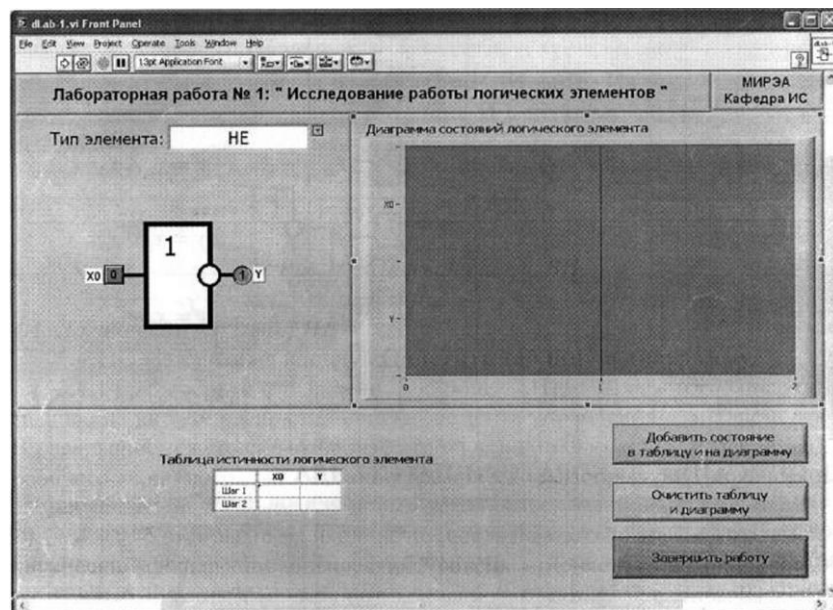 dLab-1.vi Front Panel
File Edit View Project Operate Tools Window Help
13pt Application Font
Лабораторная работа № 1: " Исследование работы логических элементов "
МИРЭА
Кафедра ИС
Тип элемента: НЕ
1
X0 0 1 Y
Диаграмма состояний логического элемента
X0
Y
0 1 2
Таблица истинности логического элемента
X0 Y
Шаг 1
Шаг 2
Добавить состояние
в таблицу и на диаграмму
Очистить таблицу
и диаграмму
Завершить работу